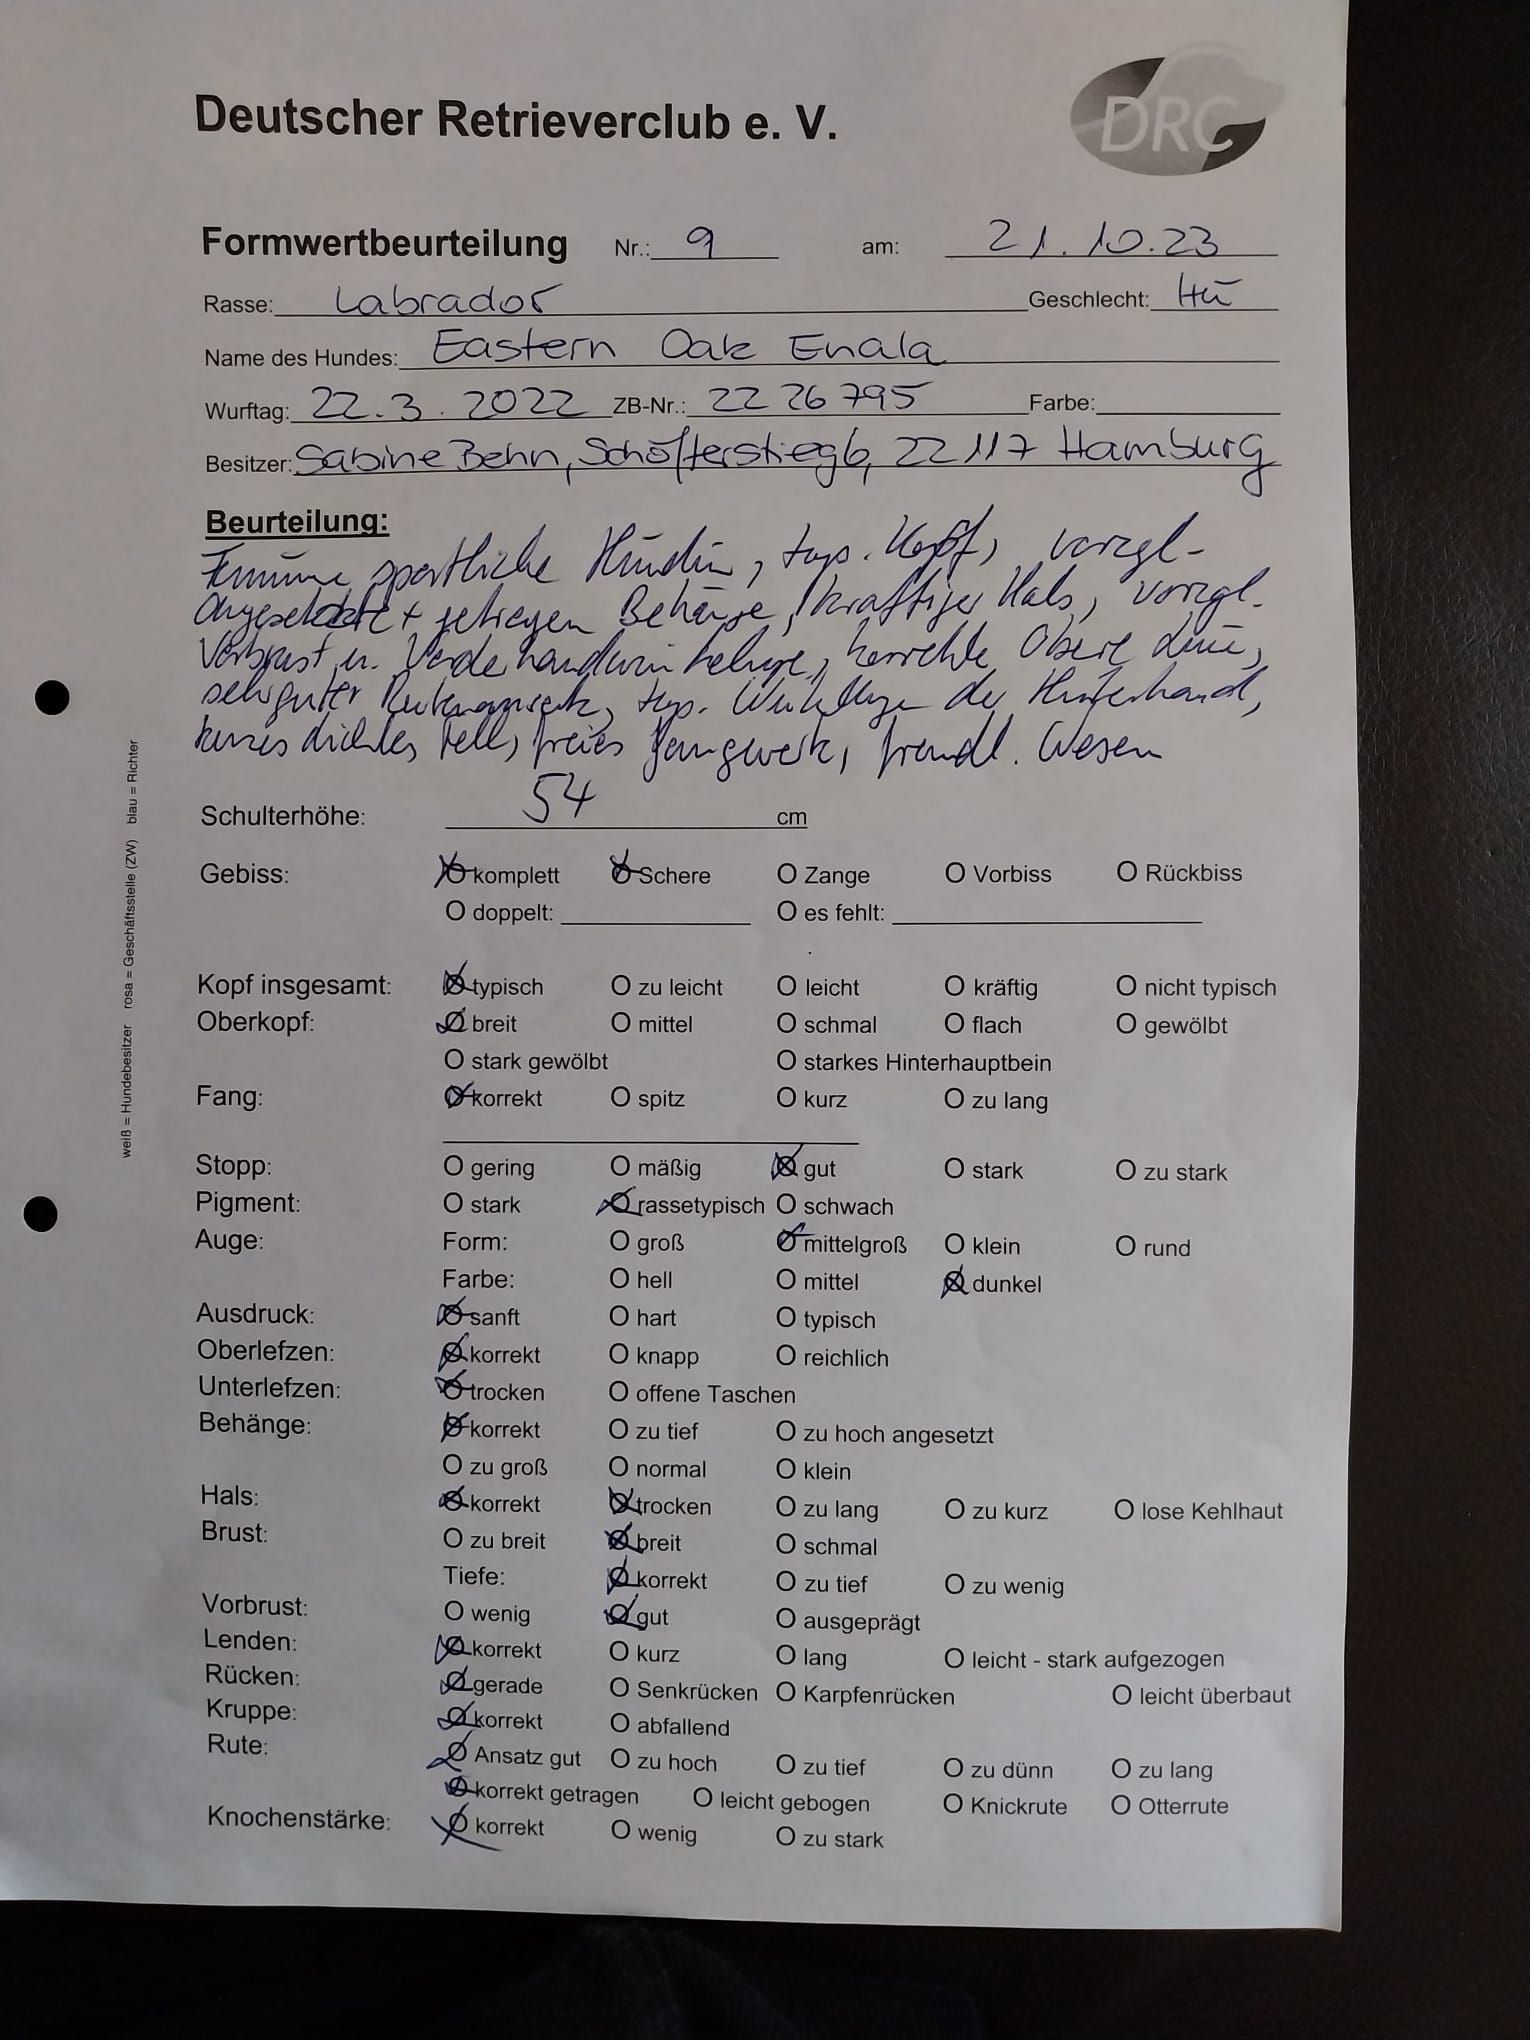 Deutscher Retrieverclub e. V.
DRC
Formwertbeurteilung Nr.: 9 am: 21.10.23
Rasse: Labrador Geschlecht: Hü
Name des Hundes: Eastern Oak Enala
Wurftag: 22.3.2022 ZB-Nr.: 22 26795 Farbe:
Besitzer: Sabine Behn, 6, 22117 Hamburg
Beurteilung:
Feminine sportliche Hündin, typ. Kopf, vorzgl.
angesetzte + getragen Behänge, kräftiger Hals, vorzgl.
Vorbrust u. korrekte Obere Linie,
sehr guter Rutenansatz, typ. Winkelungen der Hinterhand,
kurzes dichtes Fell, freies Gangwerk, freundl. Wesen
Schulterhöhe: 54 cm
Gebiss: komplett Schere Zange Vorbiss Rückbiss
doppelt: es fehlt:
Kopf insgesamt: typisch zu leicht leicht kräftig nicht typisch
Oberkopf: breit mittel schmal flach gewölbt
stark gewölbt starkes Hinterhauptbein
Fang: korrekt spitz kurz zu lang
Stopp: gering mäßig gut stark zu stark
Pigment: stark rassetypisch schwach
Auge: Form: groß mittelgroß klein rund
Farbe: hell mittel dunkel
Ausdruck: sanft hart typisch
Oberlefzen: korrekt knapp reichlich
Unterlefzen: trocken offene Taschen
Behänge: korrekt zu tief zu hoch angesetzt
zu groß normal klein
Hals: korrekt trocken zu lang zu kurz lose Kehlhaut
Brust: zu breit breit schmal
Tiefe: korrekt zu tief zu wenig
Vorbrust: wenig gut ausgeprägt
Lenden: korrekt kurz lang leicht - stark aufgezogen
Rücken: gerade Senkrücken Karpfenrücken leicht überbaut
Kruppe: korrekt abfallend
Rute: Ansatz gut zu hoch zu tief zu dünn zu lang
korrekt getragen leicht gebogen Knickrute Otterrute
Knochenstärke: korrekt wenig zu stark
weiß = Hundebesitzer rosa = Geschäftsstelle (ZW) blau = Richter